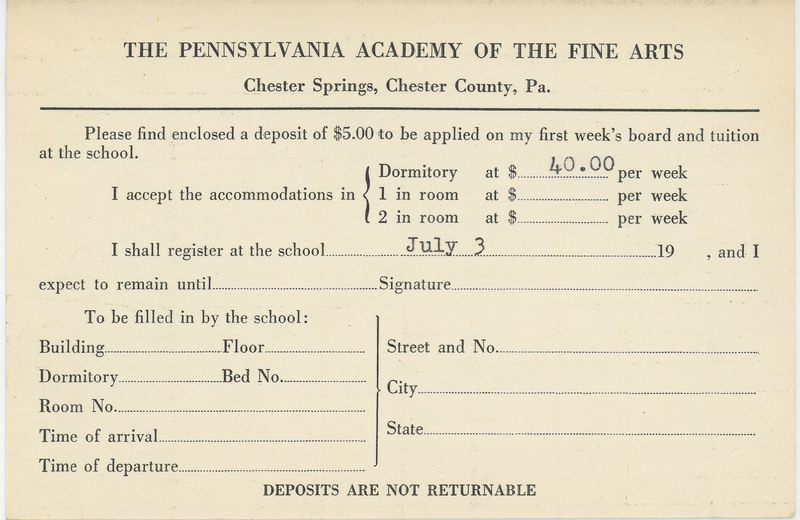 THE PENNSYLVANIA ACADEMY OF THE FINE ARTS
Chester Springs, Chester County, Pa.
Please find enclosed a deposit of $5.00 to be applied on my first week's board and tuition
at the school.
I accept the accommodations in
Dormitory at $ 40.00 per week
1 in room at $ per week
2 in room at $ per week
I shall register at the school July 3 19 , and I
expect to remain until Signature
To be filled in by the school:
Building Floor
Dormitory Bed No.
Room No.
Time of arrival
Time of departure
Street and No.
City
State
DEPOSITS ARE NOT RETURNABLE